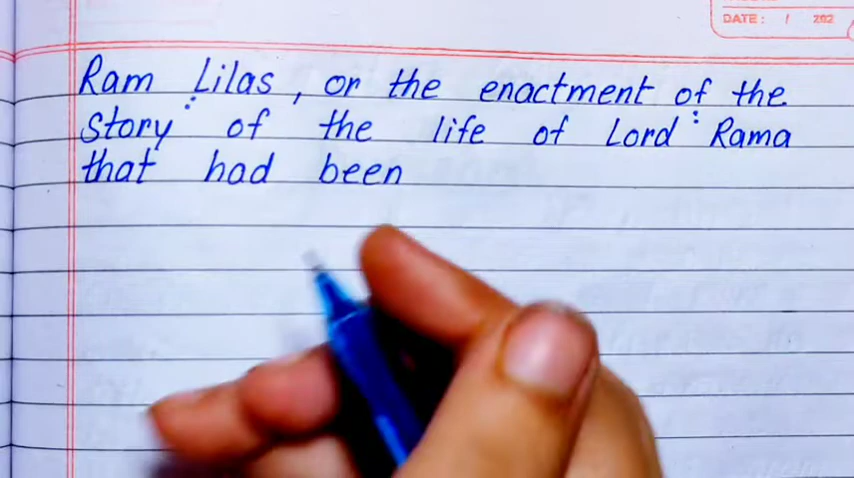 DATE: / 202
Ram Lilas, or the enactment of the
story of the life of Lord Rama
that had been